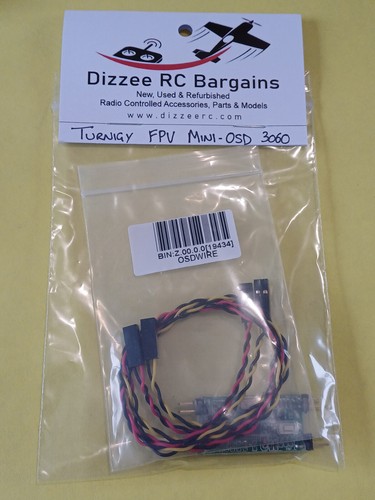 Dizzee RC Bargains
New, Used & Refurbished
Radio Controlled Accessories, Parts & Models
www.dizzeerc.com
TURNIGY FPV MINI-OSD 3060
BIN:Z.00.0.0[19434]
OSDWIRE